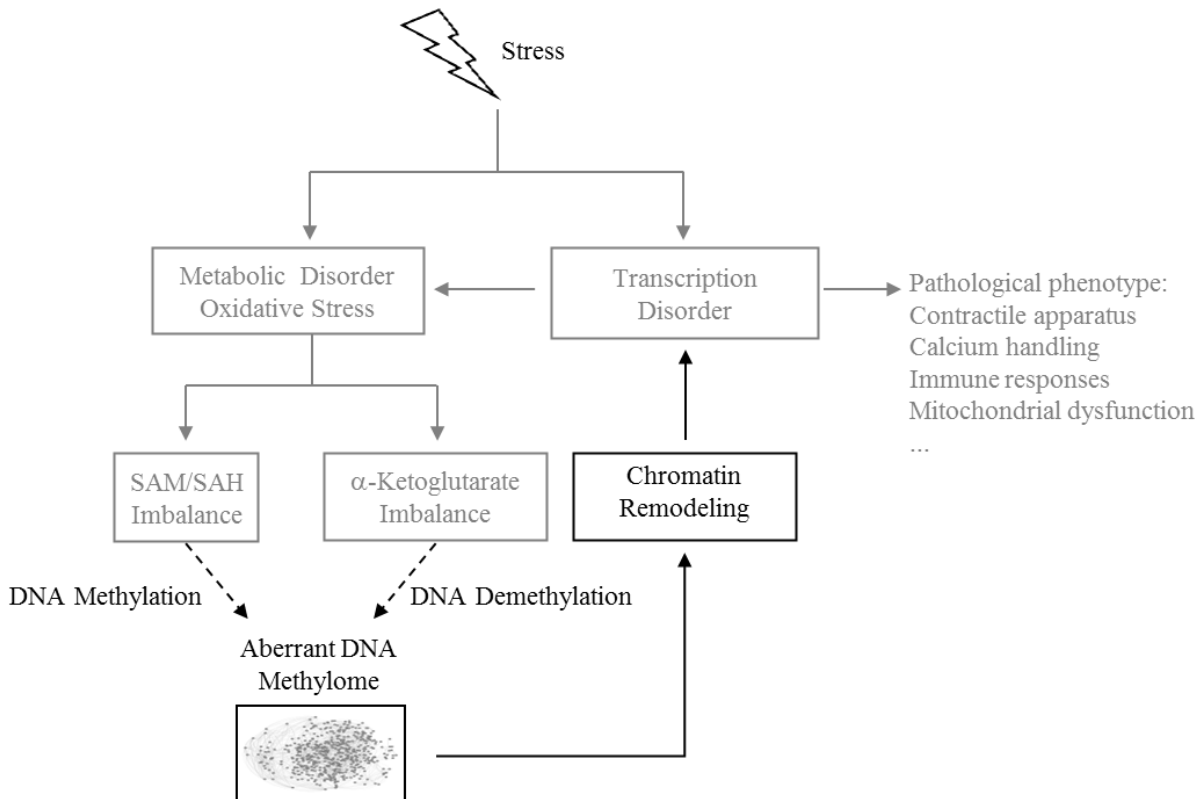 Stress
Metabolic Disorder
Oxidative Stress
Transcription
Disorder
Pathological phenotype:
Contractile apparatus
Calcium handling
Immune responses
Mitochondrial dysfunction
...
SAM/SAH
Imbalance
α-Ketoglutarate
Imbalance
Chromatin
Remodeling
DNA Methylation
DNA Demethylation
Aberrant DNA
Methylome